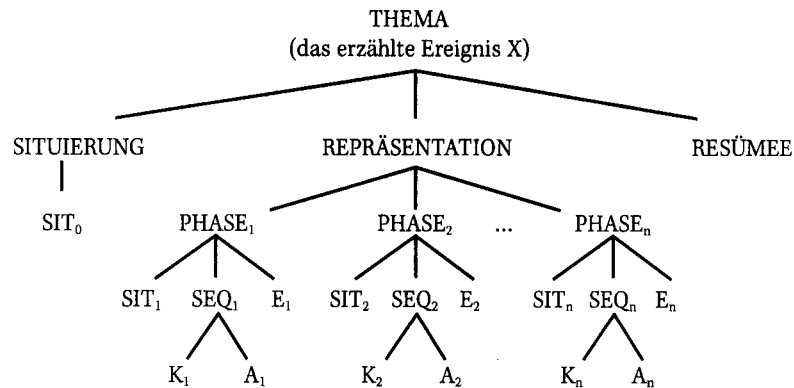 THEMA
(das erzählte Ereignis X)
SITUIERUNG REPRÄSENTATION RESÜMEE
SIT₀ PHASE₁ PHASE₂ ... PHASEₙ
SIT₁ SEQ₁ E₁ SIT₂ SEQ₂ E₂ SITₙ SEQₙ Eₙ
K₁ A₁ K₂ A₂ Kₙ Aₙ